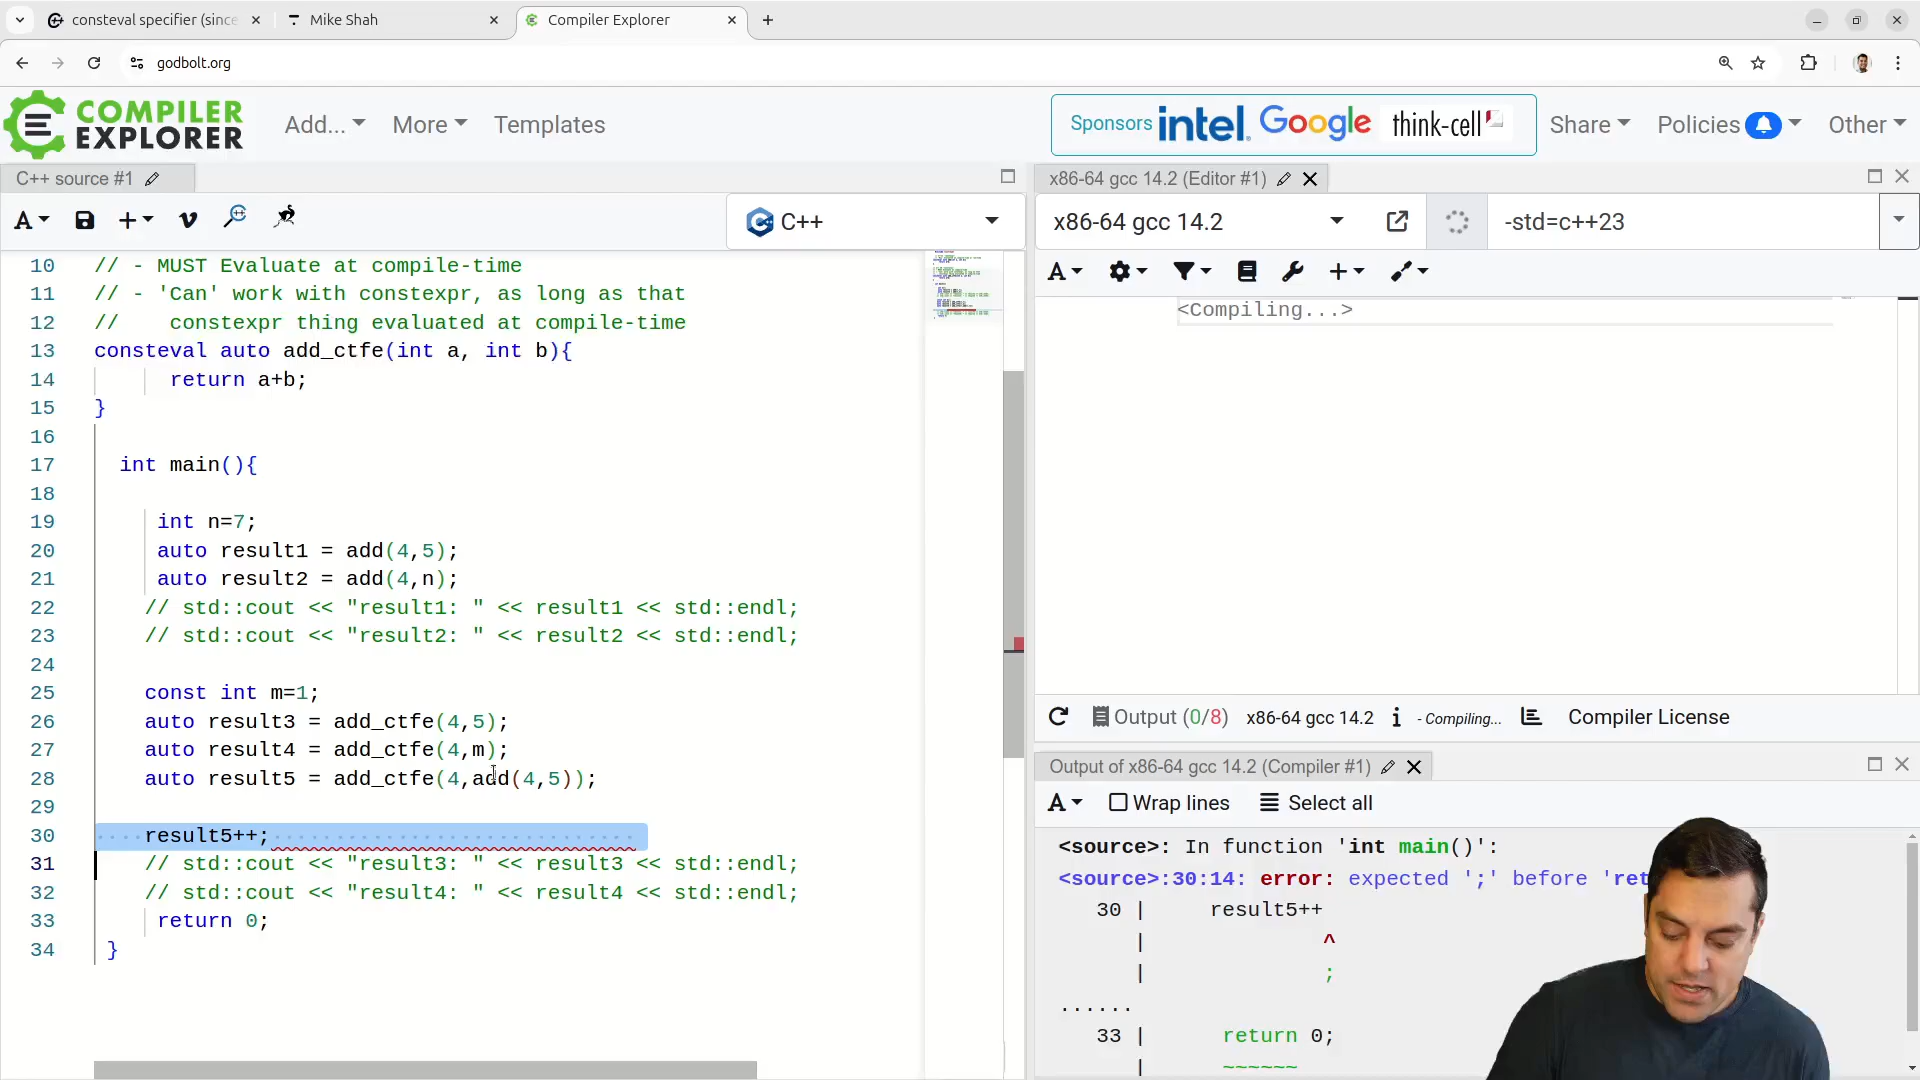 consteval specifier (since
Mike Shah
Compiler Explorer
godbolt.org
COMPILER EXPLORER
Add...
More
Templates
Sponsors intel. Google think-cell
Share
Policies
Other
C++ source #1
A
C++
10 // - MUST Evaluate at compile-time
11 // - 'Can' work with constexpr, as long as that
12 //    constexpr thing evaluated at compile-time
13 consteval auto add_ctfe(int a, int b){
14 return a+b;
15 }
16
17 int main(){
18
19 int n=7;
20 auto result1 = add(4,5);
21 auto result2 = add(4,n);
22 // std::cout << "result1: " << result1 << std::endl;
23 // std::cout << "result2: " << result2 << std::endl;
24
25 const int m=1;
26 auto result3 = add_ctfe(4,5);
27 auto result4 = add_ctfe(4,m);
28 auto result5 = add_ctfe(4,add(4,5));
29
30 result5++;
31 // std::cout << "result3: " << result3 << std::endl;
32 // std::cout << "result4: " << result4 << std::endl;
33 return 0;
34 }
x86-64 gcc 14.2 (Editor #1)
x86-64 gcc 14.2
-std=c++23
A
<Compiling...>
Output (0/8) x86-64 gcc 14.2 i - Compiling... Compiler License
Output of x86-64 gcc 14.2 (Compiler #1)
A Wrap lines Select all
<source>: In function 'int main()':
<source>:30:14: error: expected ';' before 'ret
30 | result5++
| ^
| ;
......
33 | return 0;
| ~~~~~~